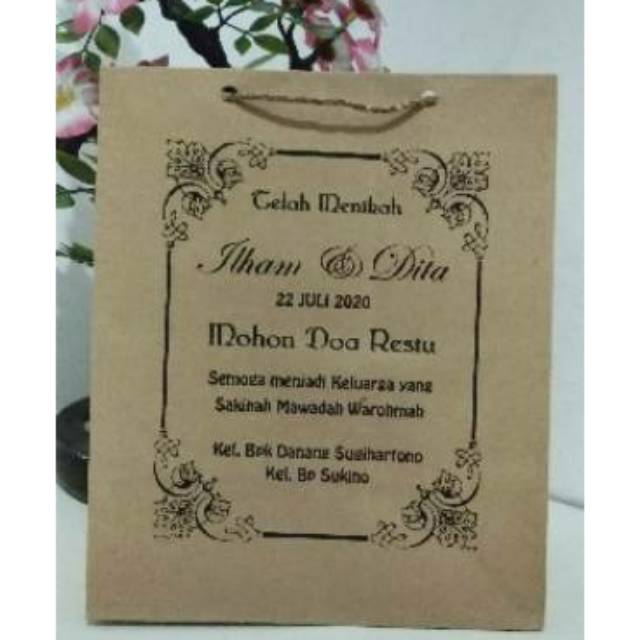 Telah Menikah
Ilham & Dita
22 JULI 2020
Mohon Doa Restu
Semoga menjadi Keluarga yang
Sakinah Mawadah Warohmah
Kel. Bpk Danang Sugihartono
Kel. Bp Sukino